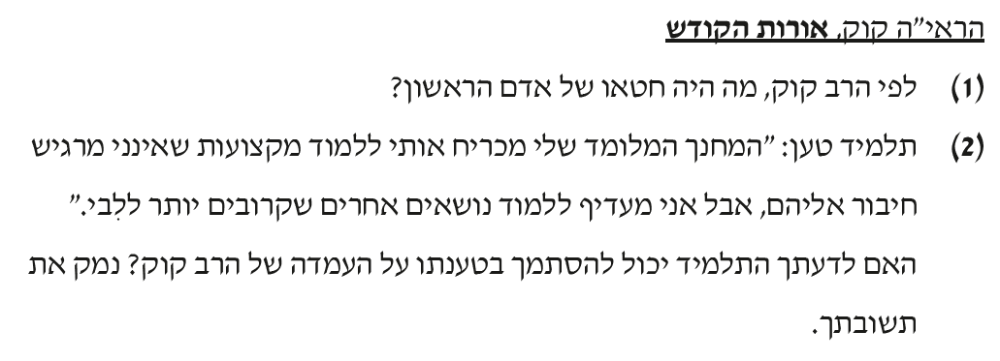 הראי"ה קוק, אורות הקודש
(1) לפי הרב קוק, מה היה חטאו של אדם הראשון?
(2) תלמיד טען: "המחנך המלומד שלי מכריח אותי ללמוד מקצועות שאינני מרגיש
חיבור אליהם, אבל אני מעדיף ללמוד נושאים אחרים שקרובים יותר ללִבי."
האם לדעתך התלמיד יכול להסתמך בטענתו על העמדה של הרב קוק? נמק את
תשובתך.